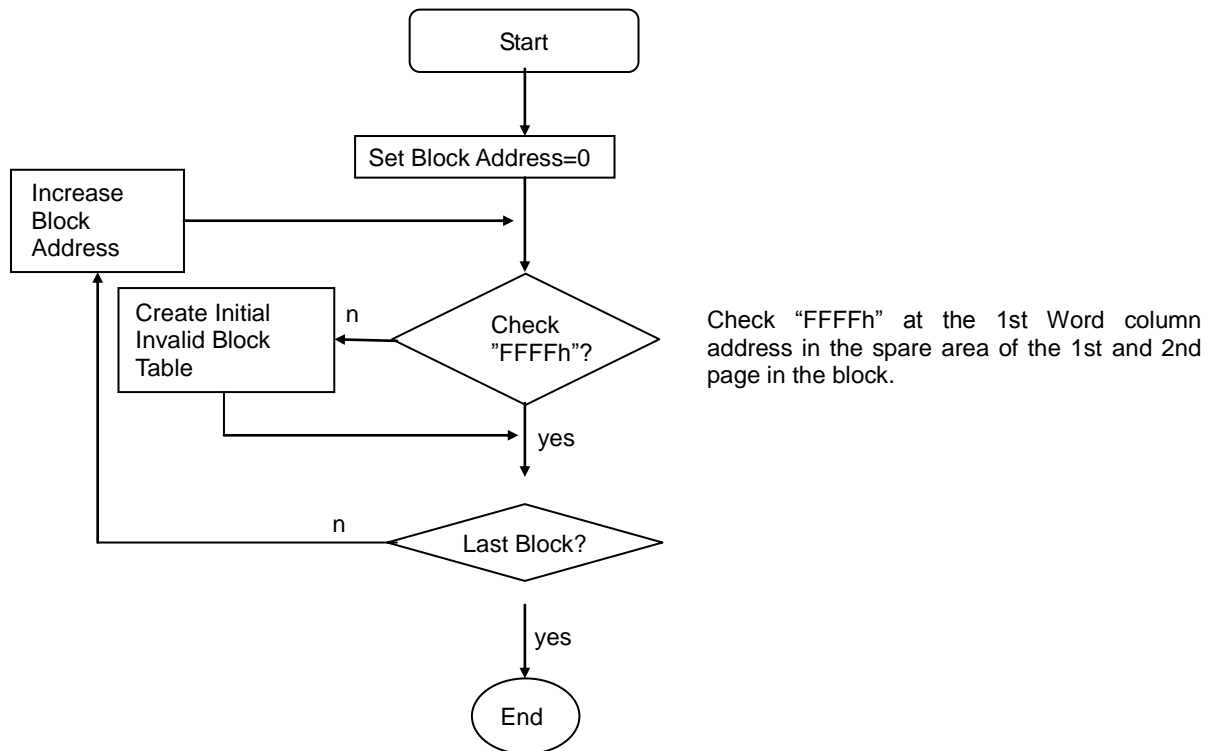 Start
Set Block Address=0
Increase
Block
Address
Create Initial
Invalid Block
Table
n
Check
”FFFFh”?
Check “FFFFh” at the 1st Word column
address in the spare area of the 1st and 2nd
page in the block.
yes
n
Last Block?
yes
End